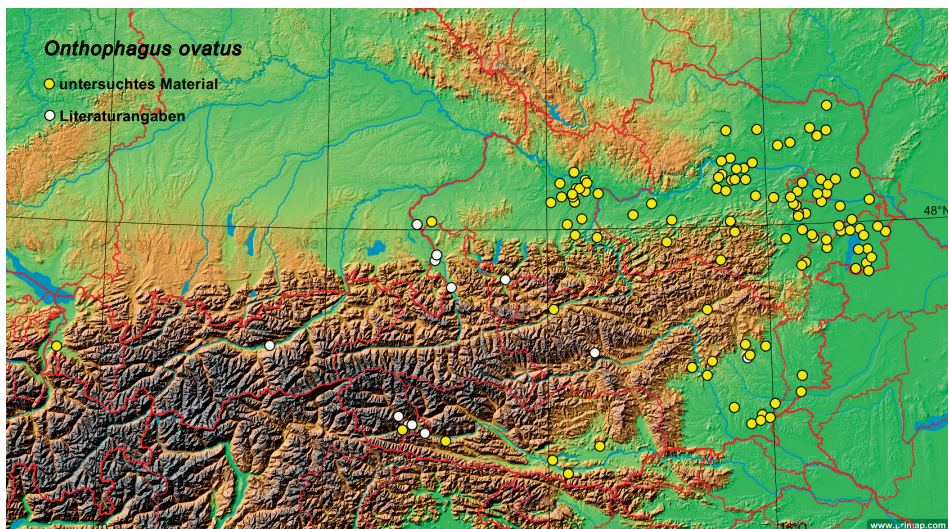 Onthophagus ovatus
untersuchtes Material
Literaturangaben
48°N
www.primap.com